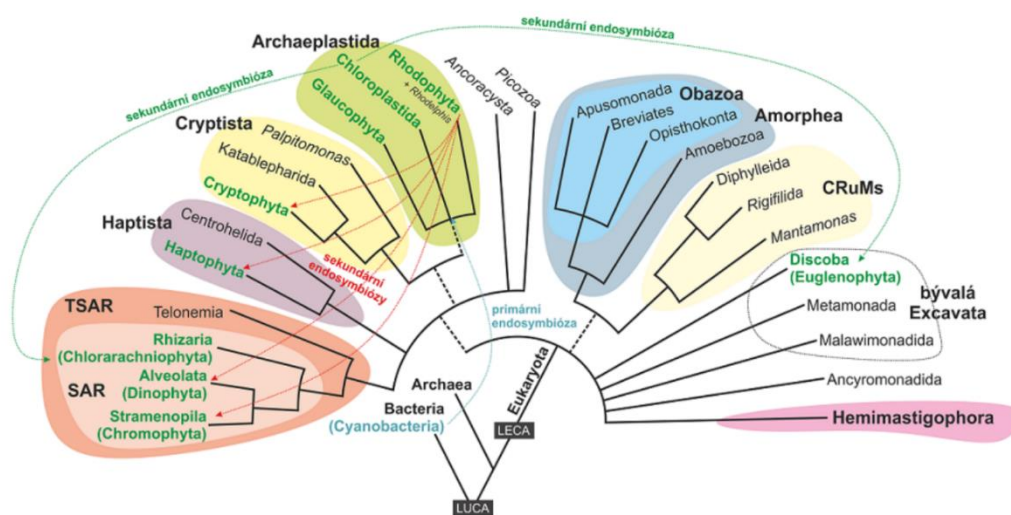 sekundární endosymbióza
sekundární endosymbióza
Archaeplastida
Rhodophyta
+ Rhodelphis
Chloroplastida
Glaucophyta
Ancoracysta
Picozoa
Cryptista
Palpitomonas
Katablepharida
Cryptophyta
Haptista
Centrohelida
Haptophyta
sekundární
endosymbiózy
TSAR
Telonemia
Rhizaria
(Chlorarachniophyta)
SAR
Alveolata
(Dinophyta)
Stramenopila
(Chromophyta)
Obazoa
Apusomonada
Breviates
Opisthokonta
Amorphea
Amoebozoa
Diphylleida
CRuMs
Rigifilida
Mantamonas
Discoba
(Euglenophyta)
bývalá
Excavata
Metamonada
Malawimonadida
Ancyromonadida
Hemimastigophora
primární
endosymbióza
Archaea
Bacteria
(Cyanobacteria)
Eukaryota
LECA
LUCA